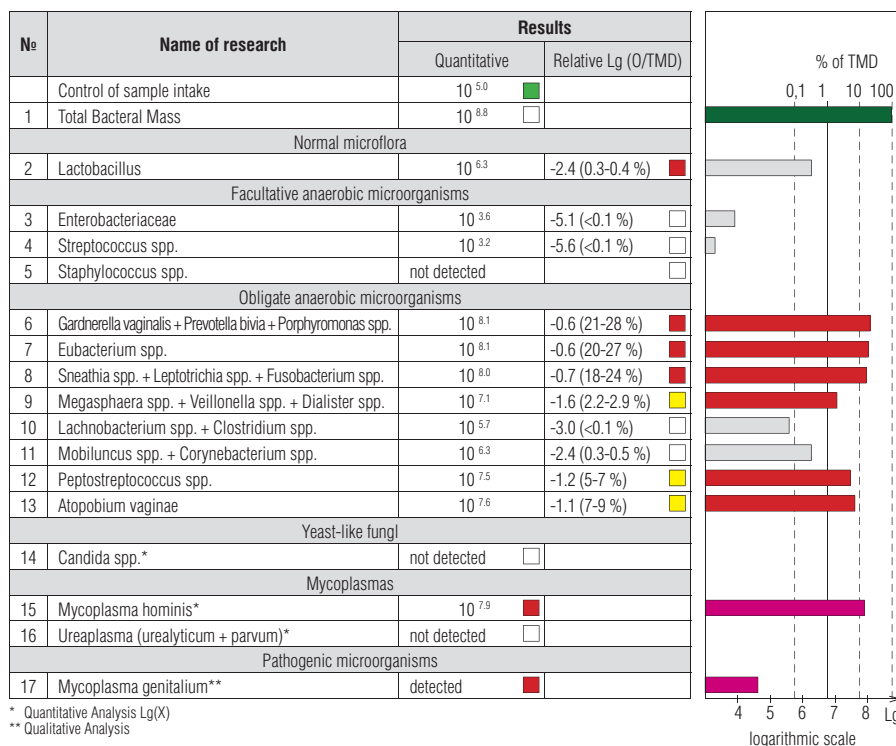 № Name of research Results
Quantitative Relative Lg (O/TMD)
Control of sample intake 10 5.0
1 Total Bacteral Mass 10 8.8
Normal microflora
2 Lactobacillus 10 6.3 -2.4 (0.3-0.4 %)
Facultative anaerobic microorganisms
3 Enterobacteriaceae 10 3.6 -5.1 (<0.1 %)
4 Streptococcus spp. 10 3.2 -5.6 (<0.1 %)
5 Staphylococcus spp. not detected
Obligate anaerobic microorganisms
6 Gardnerella vaginalis + Prevotella bivia + Porphyromonas spp. 10 8.1 -0.6 (21-28 %)
7 Eubacterium spp. 10 8.1 -0.6 (20-27 %)
8 Sneathia spp. + Leptotrichia spp. + Fusobacterium spp. 10 8.0 -0.7 (18-24 %)
9 Megasphaera spp. + Veillonella spp. + Dialister spp. 10 7.1 -1.6 (2.2-2.9 %)
10 Lachnobacterium spp. + Clostridium spp. 10 5.7 -3.0 (<0.1 %)
11 Mobiluncus spp. + Corynebacterium spp. 10 6.3 -2.4 (0.3-0.5 %)
12 Peptostreptococcus spp. 10 7.5 -1.2 (5-7 %)
13 Atopobium vaginae 10 7.6 -1.1 (7-9 %)
Yeast-like fungl
14 Candida spp.* not detected
Mycoplasmas
15 Mycoplasma hominis* 10 7.9
16 Ureaplasma (urealyticum + parvum)* not detected
Pathogenic microorganisms
17 Mycoplasma genitalium** detected
* Quantitative Analysis Lg(X)
** Qualitative Analysis
% of TMD
0,1 1 10 100
4 5 6 7 8 Lg
logarithmic scale